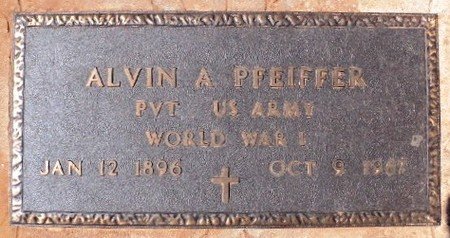 ALVIN A PFEIFFER
PVT US ARMY
WORLD WAR I
JAN 12 1896 OCT 9